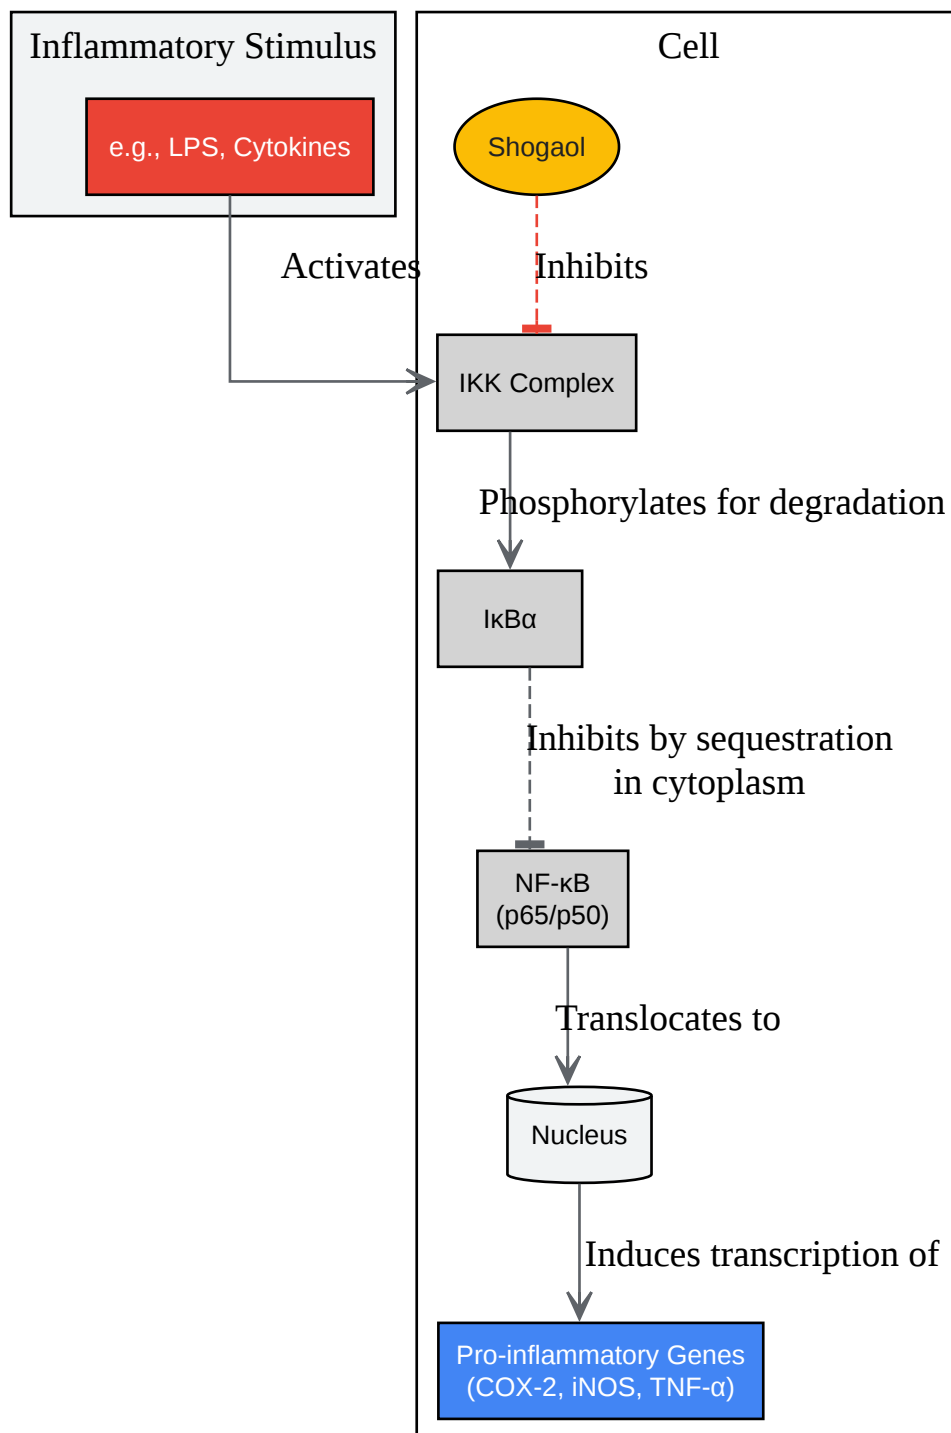 Inflammatory Stimulus
Cell
e.g., LPS, Cytokines
Shogaol
Activates
Inhibits
IKK Complex
Phosphorylates for degradation
IκBα
Inhibits by sequestration
in cytoplasm
NF-κB
(p65/p50)
Translocates to
Nucleus
Induces transcription of
Pro-inflammatory Genes
(COX-2, iNOS, TNF-α)